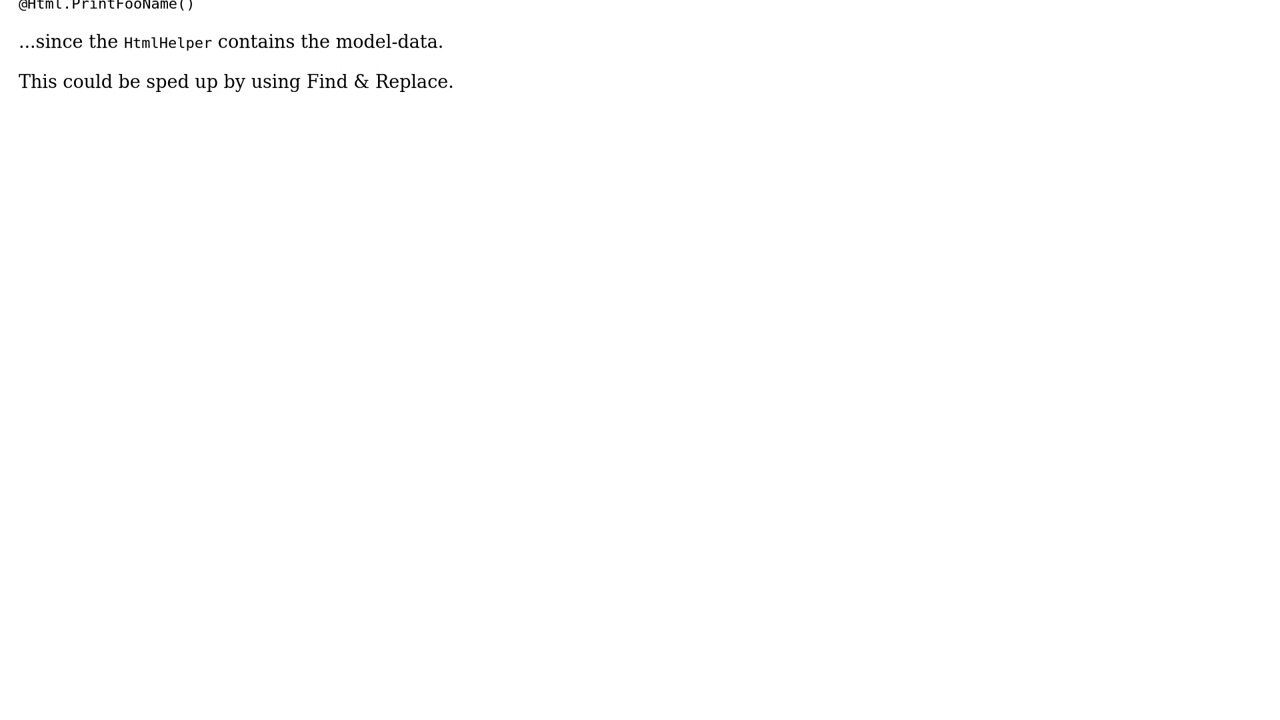 @Html.PrintFooName()
...since the HtmlHelper contains the model-data.
This could be sped up by using Find & Replace.